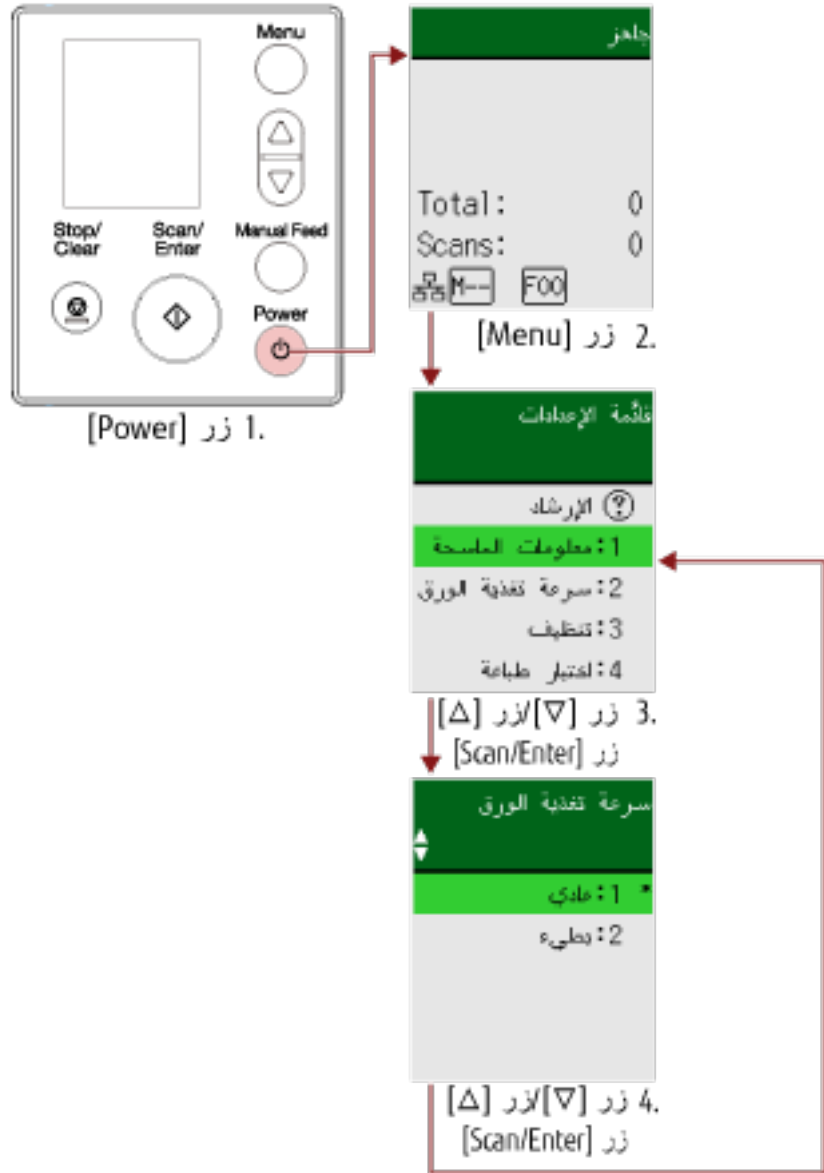 Menu
Stop/
Clear
Scan/
Enter
Manual Feed
Power
1. زر [Power]
جاهز
Total: 0
Scans: 0
M-- F00
2. زر [Menu]
قائمة الإعدادات
? الإرشاد
1:معلومات الماسحة
2:سرعة تغذية الورق
3:تنظيف
4:اختبار طباعة
3. زر [▽]/زر [△]
زر [Scan/Enter]
سرعة تغذية الورق
* 1:عادي
2:بطيء
4. زر [▽]/زر [△]
زر [Scan/Enter]